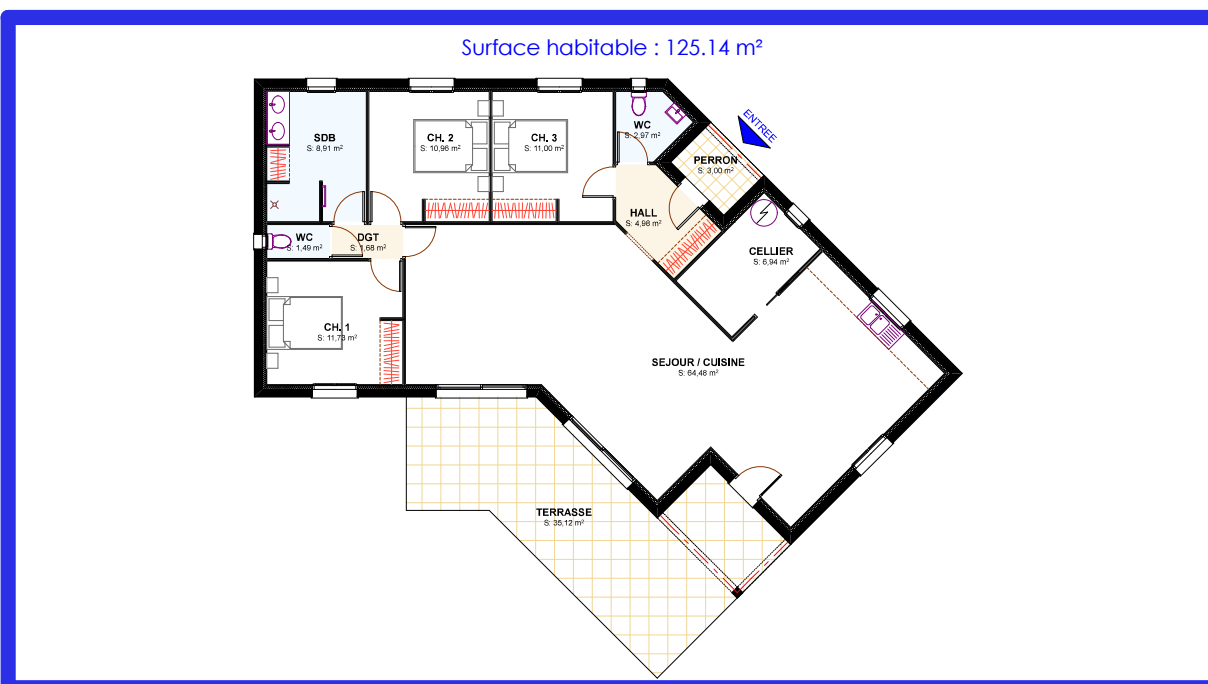 Surface habitable : 125.14 m²
ENTREE
SDB
S: 8,91 m²
CH. 2
S: 10,96 m²
CH. 3
S: 11,00 m²
WC
S: 2,97 m²
PERRON
S: 3,00 m²
HALL
S: 4,98 m²
WC
S: 1,49 m²
DGT
S: 1,68 m²
CELLIER
S: 6,94 m²
CH. 1
S: 11,73 m²
SEJOUR / CUISINE
S: 64,48 m²
TERRASSE
S: 35,12 m²